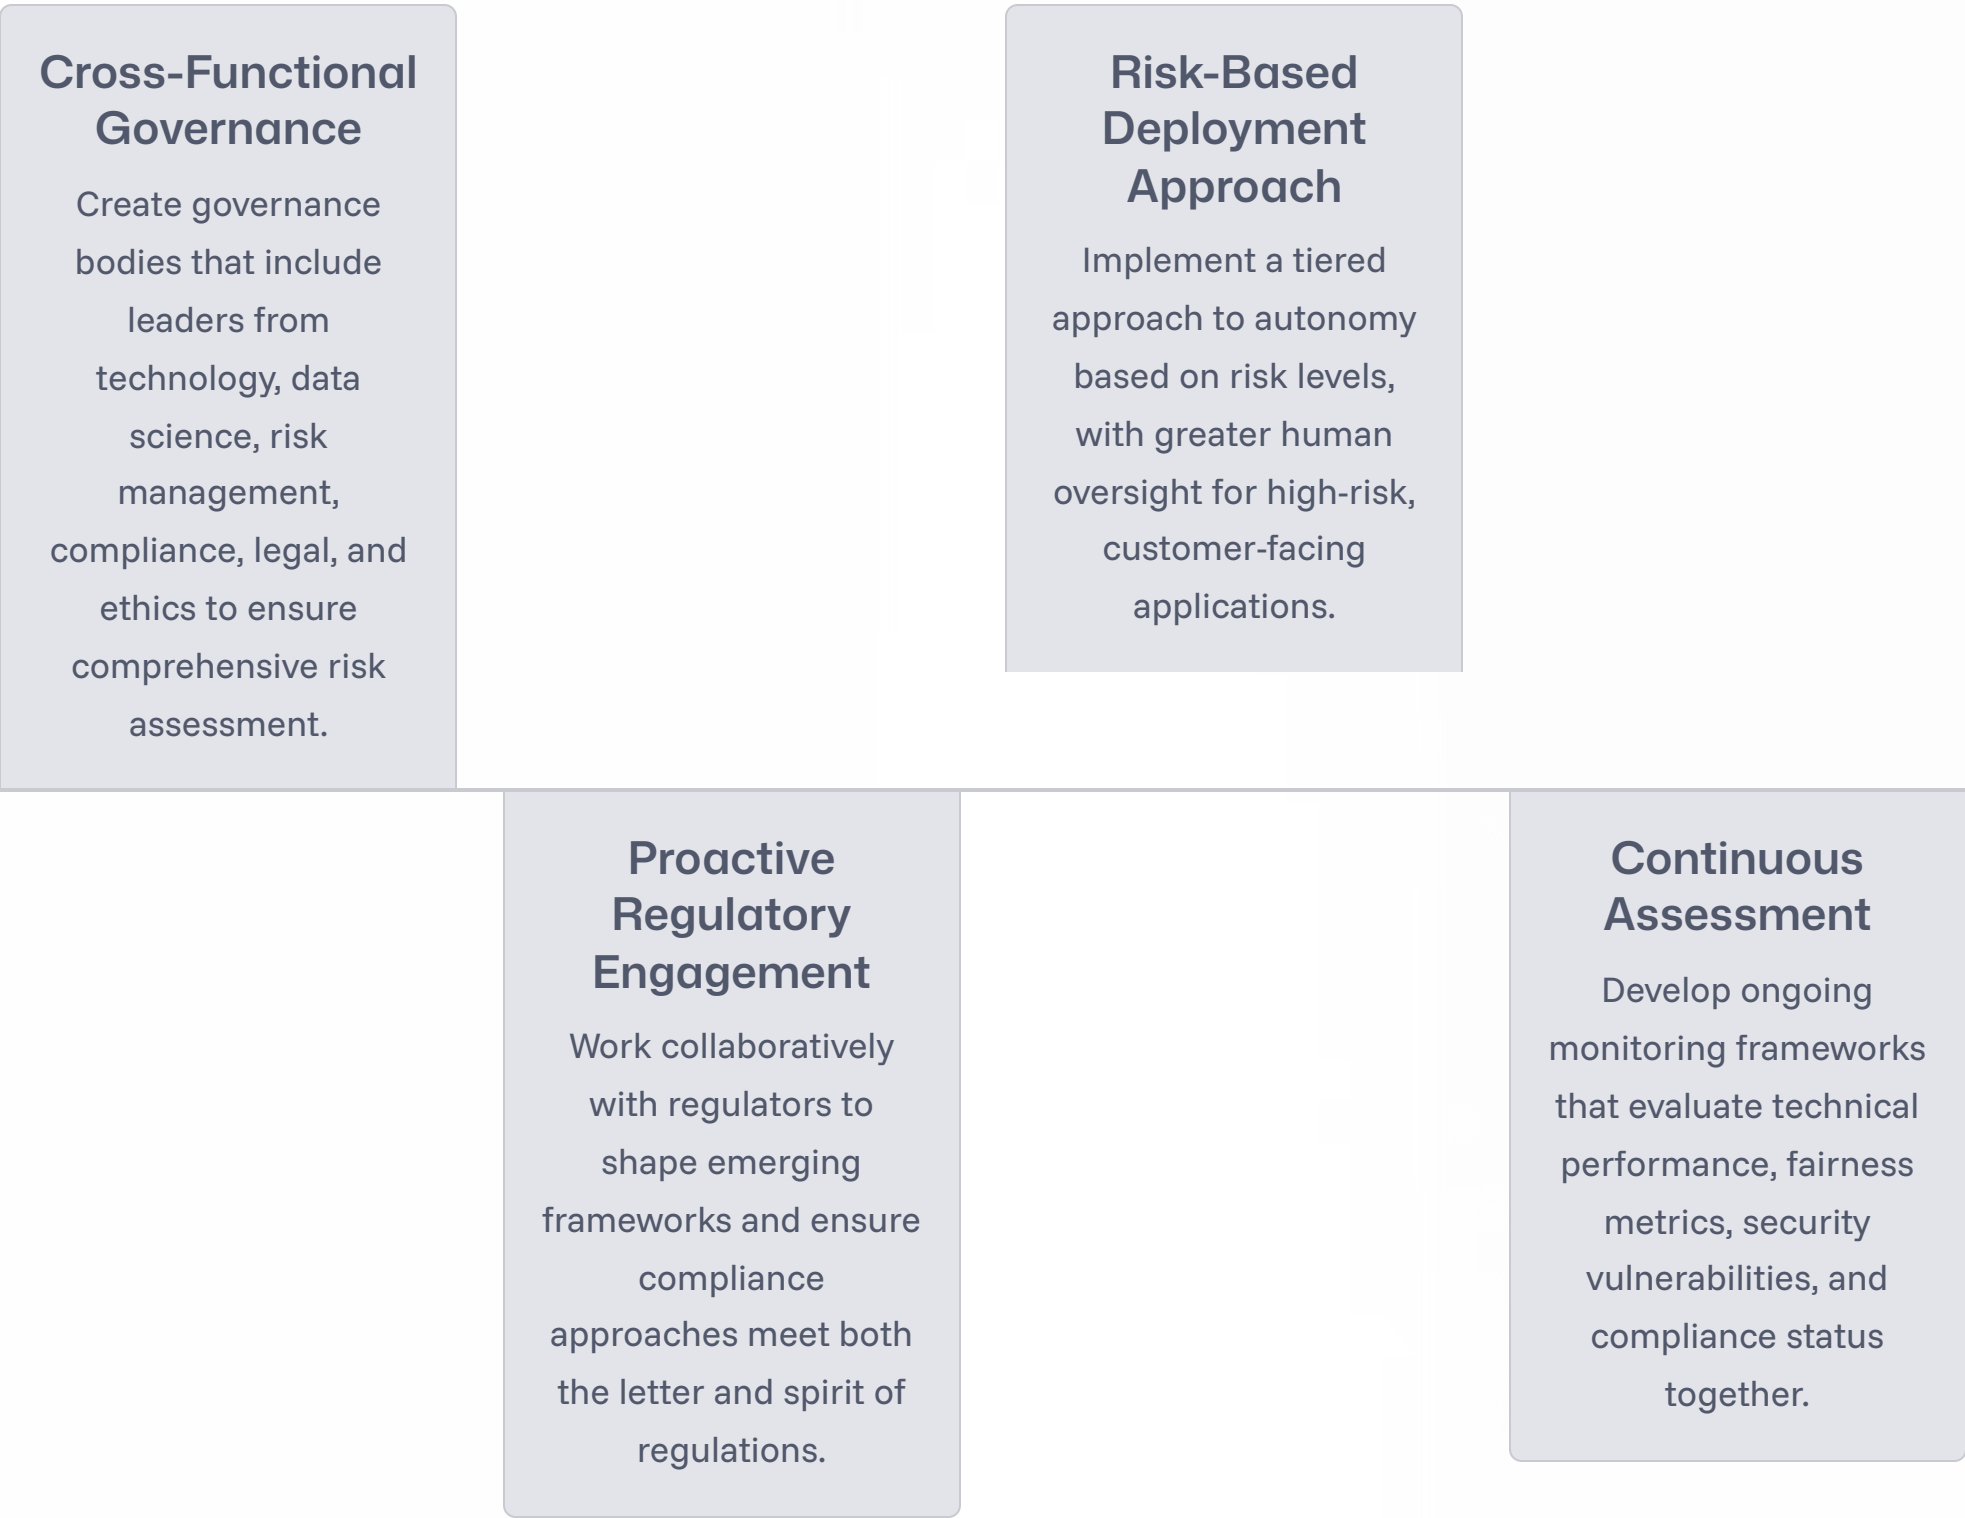 Cross-Functional
Governance
Create governance
bodies that include
leaders from
technology, data
science, risk
management,
compliance, legal, and
ethics to ensure
comprehensive risk
assessment.
Proactive
Regulatory
Engagement
Work collaboratively
with regulators to
shape emerging
frameworks and ensure
compliance
approaches meet both
the letter and spirit of
regulations.
Risk-Based
Deployment
Approach
Implement a tiered
approach to autonomy
based on risk levels,
with greater human
oversight for high-risk,
customer-facing
applications.
Continuous
Assessment
Develop ongoing
monitoring frameworks
that evaluate technical
performance, fairness
metrics, security
vulnerabilities, and
compliance status
together.